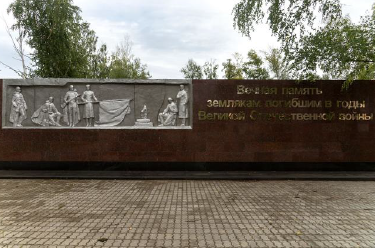 Вечная память
землякам, погибшим в годы
Великой Отечественной войны